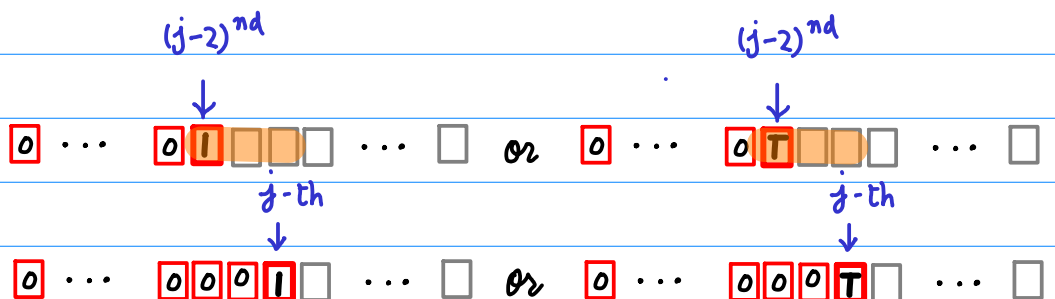 (j-2)^nd (j-2)^nd
0 ... 0 1 ... or 0 ... 0 T ...
j-th j-th
0 ... 0 0 0 1 ... or 0 ... 0 0 0 T ...